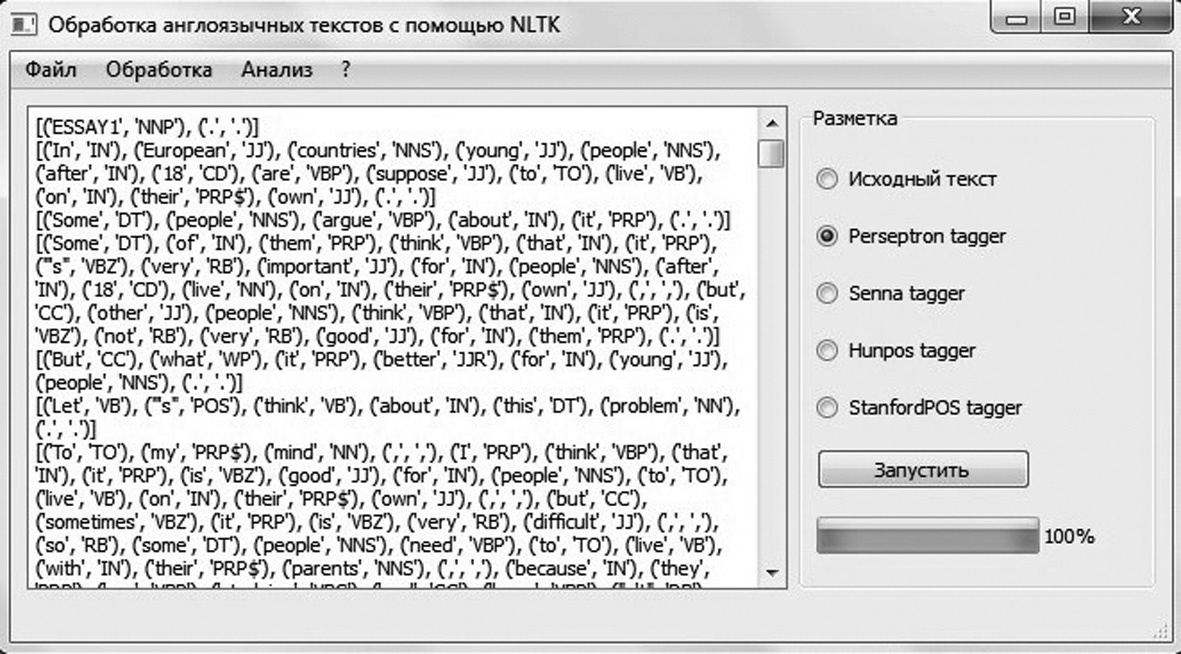 Обработка англоязычных текстов с помощью NLTK
Файл Обработка Анализ ?
[('ESSAY1', 'NNP'), ('.', '.')]
[('In', 'IN'), ('European', 'JJ'), ('countries', 'NNS'), ('young', 'JJ'), ('people', 'NNS'),
('after', 'IN'), ('18', 'CD'), ('are', 'VBP'), ('suppose', 'JJ'), ('to', 'TO'), ('live', 'VB'),
('on', 'IN'), ('their', 'PRP$'), ('own', 'JJ'), ('.', '.')]
[('Some', 'DT'), ('people', 'NNS'), ('argue', 'VBP'), ('about', 'IN'), ('it', 'PRP'), ('.', '.')]
[('Some', 'DT'), ('of', 'IN'), ('them', 'PRP'), ('think', 'VBP'), ('that', 'IN'), ('it', 'PRP'),
("'s", 'VBZ'), ('very', 'RB'), ('important', 'JJ'), ('for', 'IN'), ('people', 'NNS'), ('after',
'IN'), ('18', 'CD'), ('live', 'NN'), ('on', 'IN'), ('their', 'PRP$'), ('own', 'JJ'), (',', ','), ('but',
'CC'), ('other', 'JJ'), ('people', 'NNS'), ('think', 'VBP'), ('that', 'IN'), ('it', 'PRP'), ('is',
'VBZ'), ('not', 'RB'), ('very', 'RB'), ('good', 'JJ'), ('for', 'IN'), ('them', 'PRP'), ('.', '.')]
[('But', 'CC'), ('what', 'WP'), ('it', 'PRP'), ('better', 'JJR'), ('for', 'IN'), ('young', 'JJ'),
('people', 'NNS'), ('.', '.')]
[('Let', 'VB'), ("'s", 'POS'), ('think', 'VB'), ('about', 'IN'), ('this', 'DT'), ('problem', 'NN'),
('.', '.')]
[('To', 'TO'), ('my', 'PRP$'), ('mind', 'NN'), (',', ','), ('I', 'PRP'), ('think', 'VBP'), ('that',
'IN'), ('it', 'PRP'), ('is', 'VBZ'), ('good', 'JJ'), ('for', 'IN'), ('people', 'NNS'), ('to', 'TO'),
('live', 'VB'), ('on', 'IN'), ('their', 'PRP$'), ('own', 'JJ'), (',', ','), ('but', 'CC'),
('sometimes', 'VBZ'), ('it', 'PRP'), ('is', 'VBZ'), ('very', 'RB'), ('difficult', 'JJ'), (',', ','),
('so', 'RB'), ('some', 'DT'), ('people', 'NNS'), ('need', 'VBP'), ('to', 'TO'), ('live', 'VB'),
('with', 'IN'), ('their', 'PRP$'), ('parents', 'NNS'), (',', ','), ('because', 'IN'), ('they',
Разметка
Исходный текст
Perseptron tagger
Senna tagger
Hunpos tagger
StanfordPOS tagger
Запустить
100%